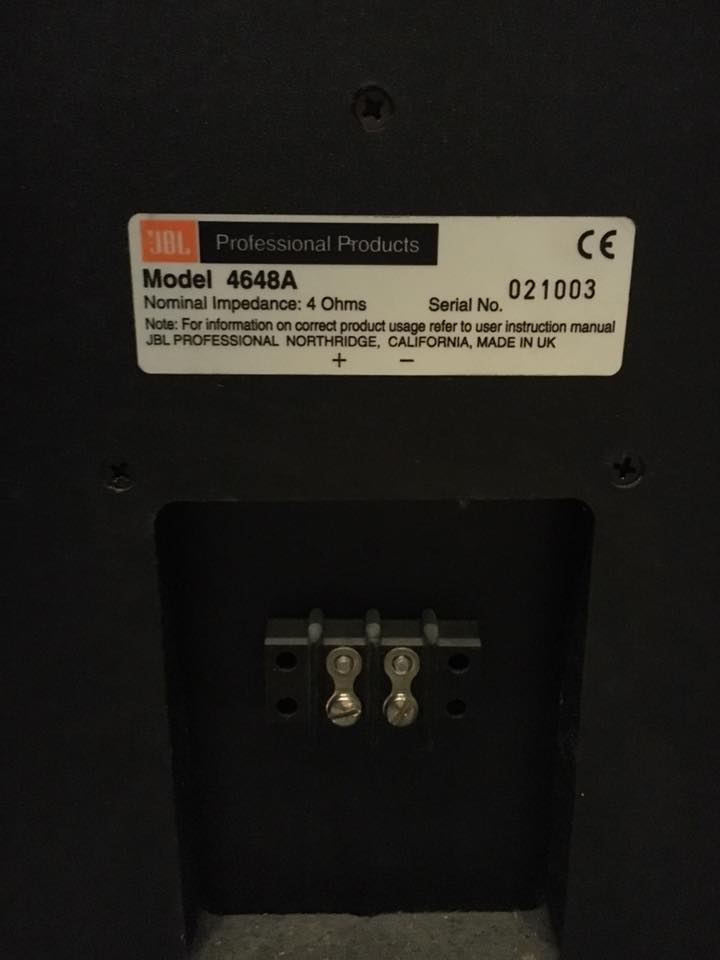 JBL Professional Products CE
Model 4648A
Nominal Impedance: 4 Ohms Serial No. 021003
Note: For information on correct product usage refer to user instruction manual
JBL PROFESSIONAL NORTHRIDGE, CALIFORNIA, MADE IN UK
+ −